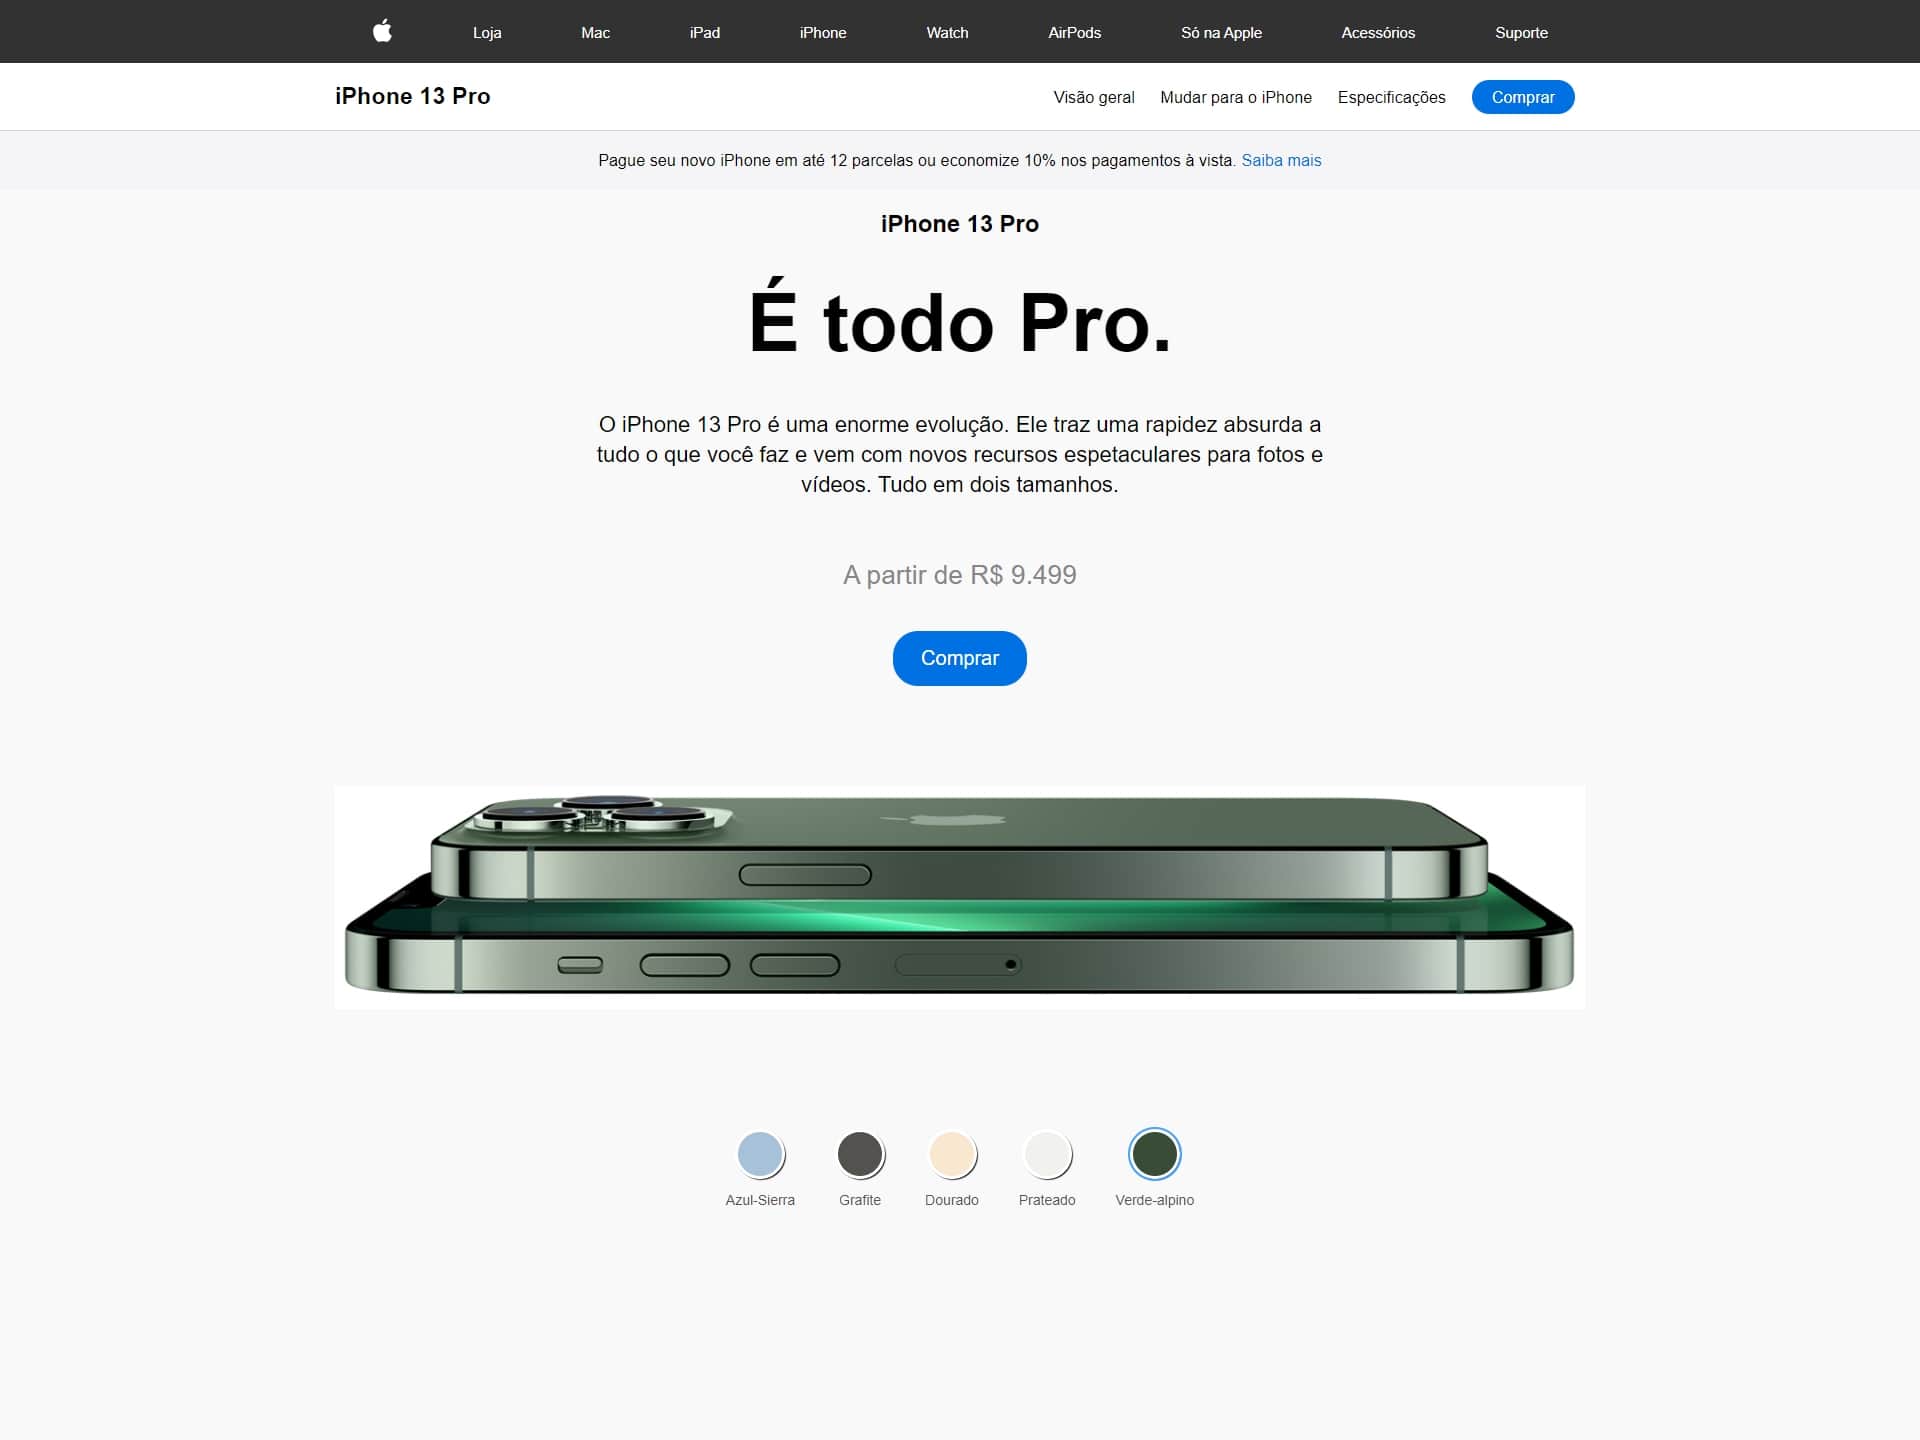 Loja Mac iPad iPhone Watch AirPods Só na Apple Acessórios Suporte
iPhone 13 Pro Visão geral Mudar para o iPhone Especificações Comprar
Pague seu novo iPhone em até 12 parcelas ou economize 10% nos pagamentos à vista. Saiba mais
iPhone 13 Pro
É todo Pro.
O iPhone 13 Pro é uma enorme evolução. Ele traz uma rapidez absurda a
tudo o que você faz e vem com novos recursos espetaculares para fotos e
vídeos. Tudo em dois tamanhos.
A partir de R$ 9.499
Comprar
Azul-Sierra Grafite Dourado Prateado Verde-alpino